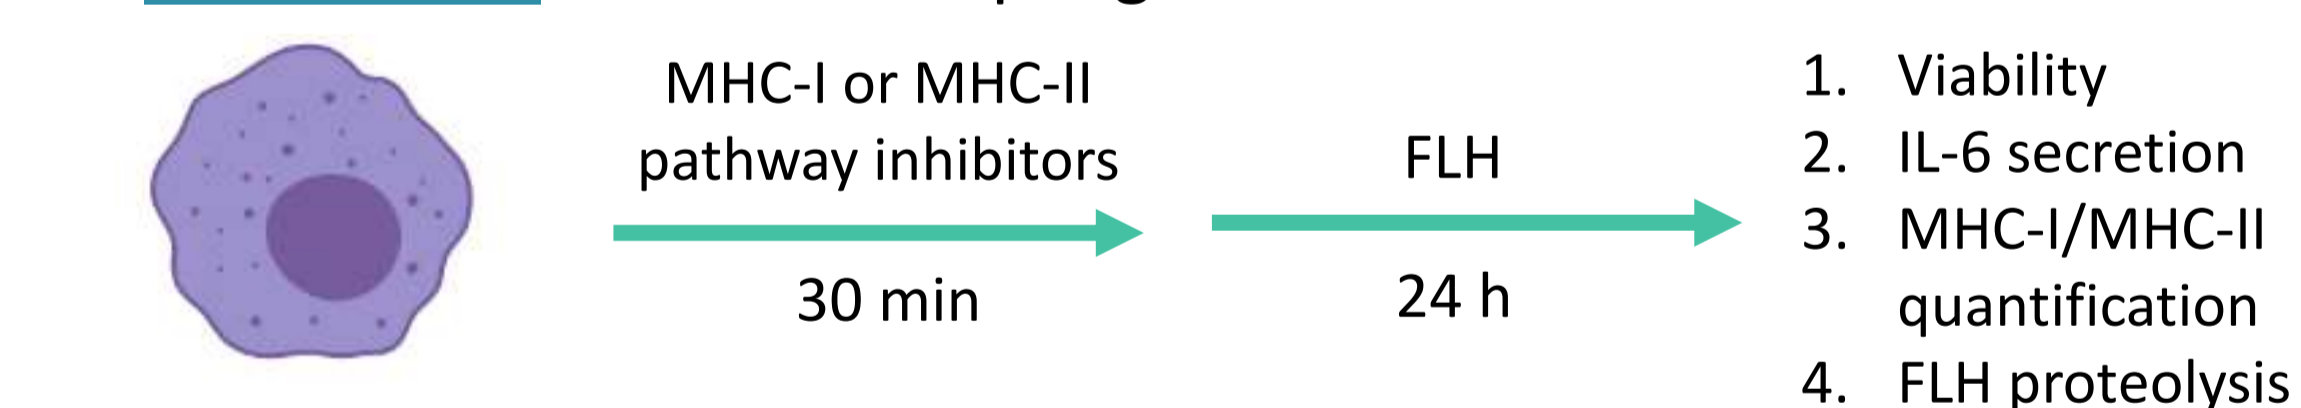 MHC-I or MHC-II
pathway inhibitors
30 min
FLH
24 h
1. Viability
2. IL-6 secretion
3. MHC-I/MHC-II
quantification
4. FLH proteolysis